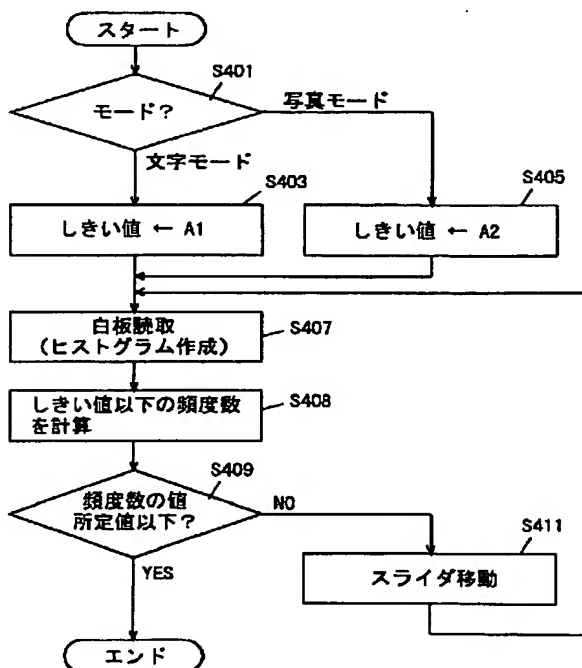 スタート
S401
モード?
写真モード
文字モード
S403
しきい値 ← A1
S405
しきい値 ← A2
白板読取
(ヒストグラム作成)
S407
しきい値以下の頻度数
を計算
S408
S409
頻度数の値
所定値以下?
NO
YES
S411
スライダ移動
エンド